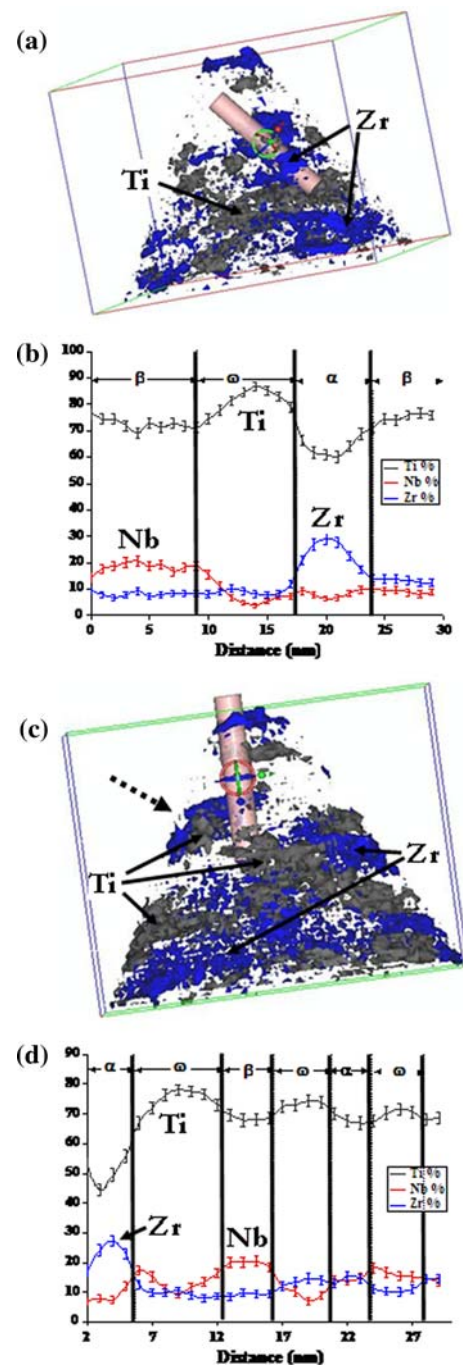 (a)
Zr
Ti
(b)
100
90
80
70
60
50
40
30
20
10
0
β ω α β
Ti
Nb
Zr
Ti %
Nb %
Zr %
0 5 10 15 20 25 30
Distance (nm)
(c)
Ti
Zr
(d)
90
80
70
60
50
40
30
20
10
0
α ω β ω α ω
Ti
Zr
Nb
Ti %
Nb %
Zr %
2 7 12 17 22 27
Distance (nm)